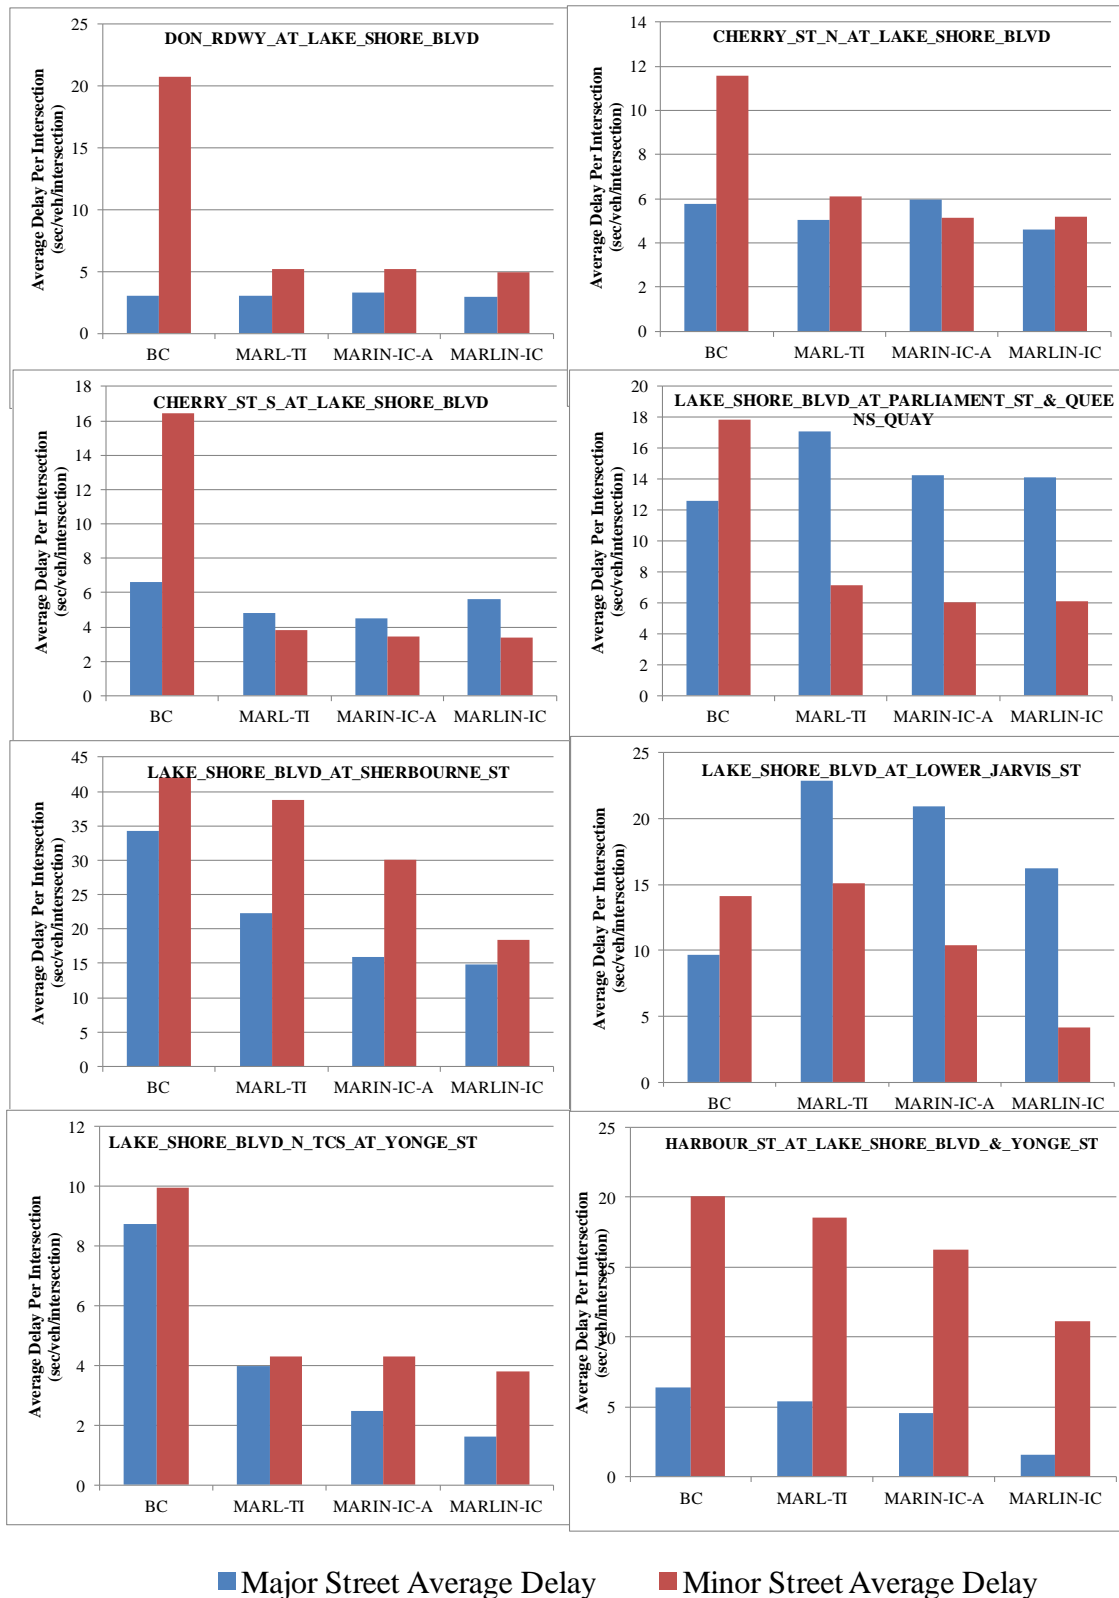 DON_RDWY_AT_LAKE_SHORE_BLVD
Average Delay Per Intersection
(sec/veh/intersection)
25
20
15
10
5
0
BC MARL-TI MARIN-IC-A MARLIN-IC
CHERRY_ST_N_AT_LAKE_SHORE_BLVD
Average Delay Per Intersection
(sec/veh/intersection)
14
12
10
8
6
4
2
0
BC MARL-TI MARIN-IC-A MARLIN-IC
CHERRY_ST_S_AT_LAKE_SHORE_BLVD
Average Delay Per Intersection
(sec/veh/intersection)
18
16
14
12
10
8
6
4
2
0
BC MARL-TI MARIN-IC-A MARLIN-IC
LAKE_SHORE_BLVD_AT_PARLIAMENT_ST_&_QUEE
NS_QUAY
Average Delay Per Intersection
(sec/veh/intersection)
20
18
16
14
12
10
8
6
4
2
0
BC MARL-TI MARIN-IC-A MARLIN-IC
LAKE_SHORE_BLVD_AT_SHERBOURNE_ST
Average Delay Per Intersection
(sec/veh/intersection)
45
40
35
30
25
20
15
10
5
0
BC MARL-TI MARIN-IC-A MARLIN-IC
LAKE_SHORE_BLVD_AT_LOWER_JARVIS_ST
Average Delay Per Intersection
(sec/veh/intersection)
25
20
15
10
5
0
BC MARL-TI MARIN-IC-A MARLIN-IC
LAKE_SHORE_BLVD_N_TCS_AT_YONGE_ST
Average Delay Per Intersection
(sec/veh/intersection)
12
10
8
6
4
2
0
BC MARL-TI MARIN-IC-A MARLIN-IC
HARBOUR_ST_AT_LAKE_SHORE_BLVD_&_YONGE_ST
Average Delay Per Intersection
(sec/veh/intersection)
25
20
15
10
5
0
BC MARL-TI MARIN-IC-A MARLIN-IC
Major Street Average Delay Minor Street Average Delay